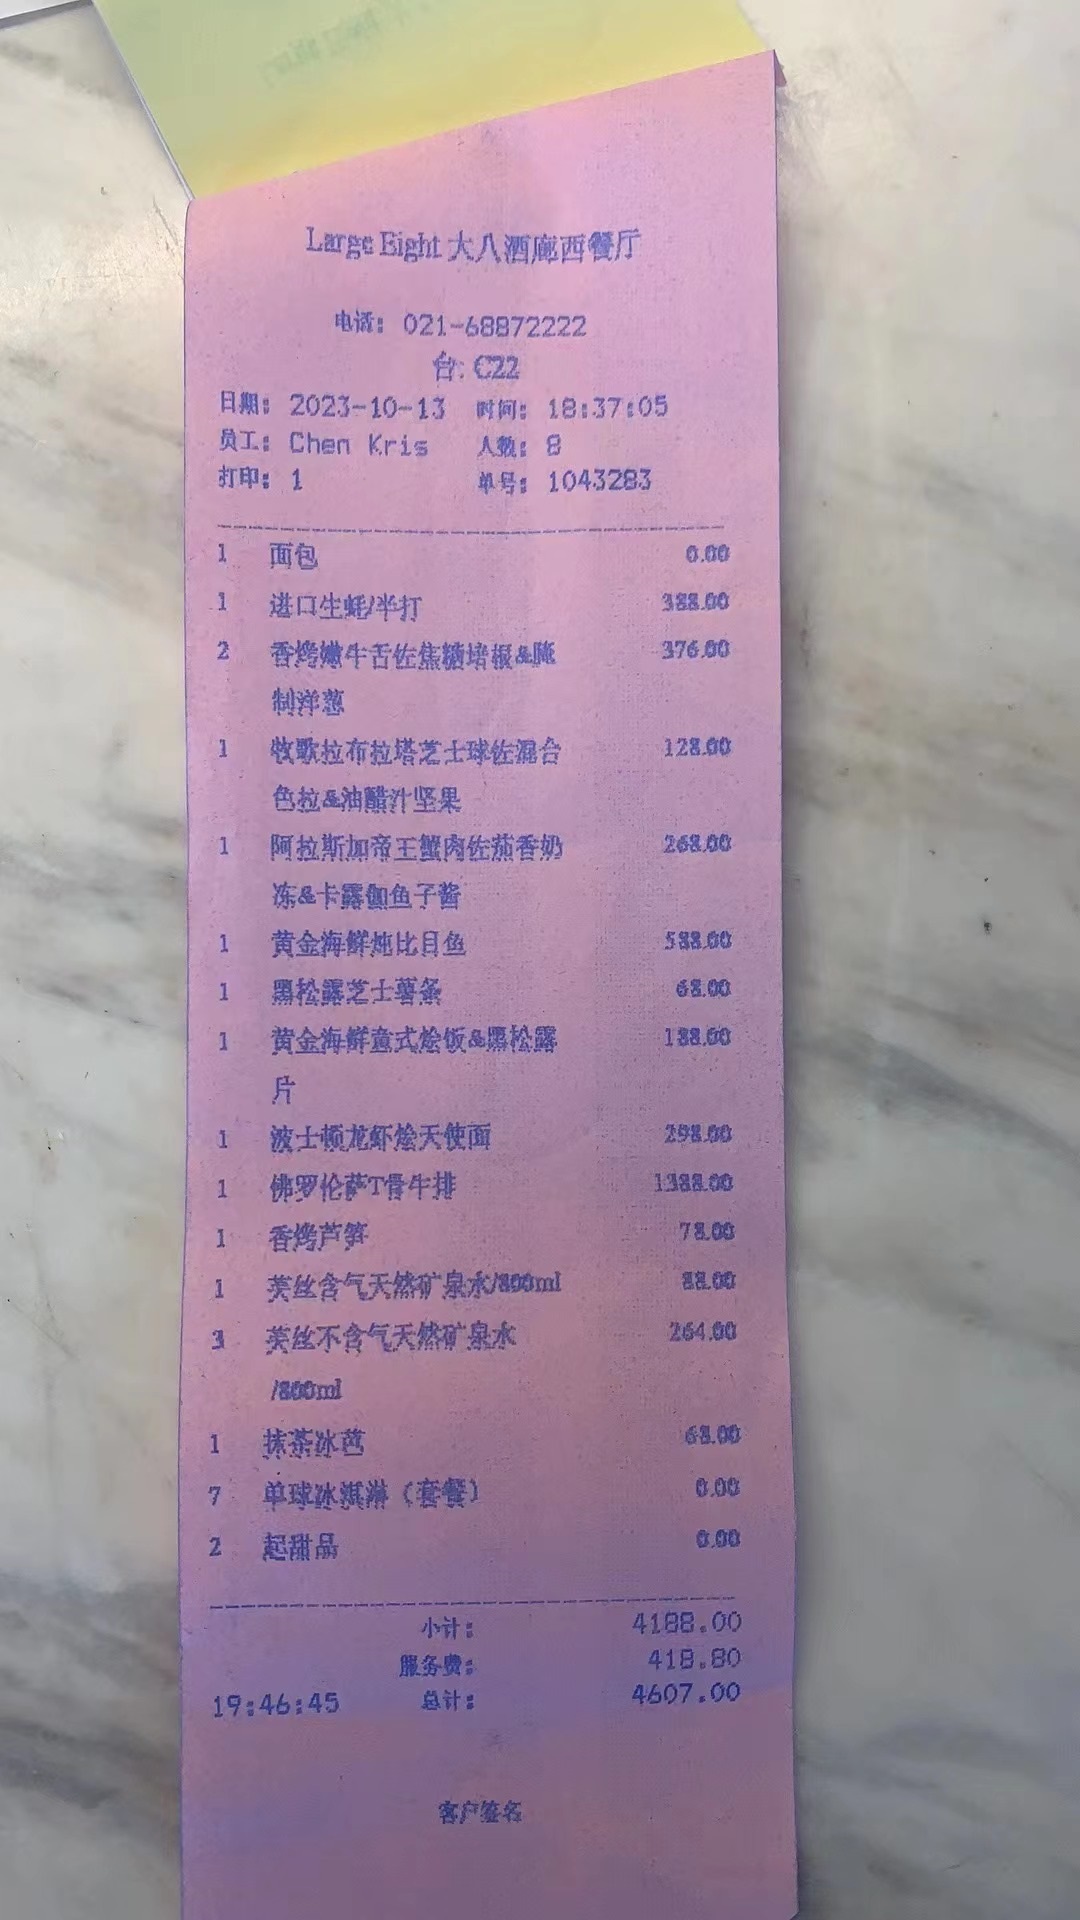 Large Eight 大八酒廊西餐厅
电话: 021-68872222
台: C22
日期: 2023-10-13 时间: 18:37:05
员工: Chen Kris 人数: 8
打印: 1 单号: 1043283
1 面包 0.00
1 进口生蚝/半打 388.00
2 香烤嫩牛舌佐焦糖培根&腌 376.00
制洋葱
1 牧歌拉布拉塔芝士球佐混合 128.00
色拉&油醋汁坚果
1 阿拉斯加帝王蟹肉佐茄香奶 268.00
冻&卡露伽鱼子酱
1 黄金海鲜炖比目鱼 588.00
1 黑松露芝士薯条 68.00
1 黄金海鲜意式烩饭&黑松露 188.00
片
1 波士顿龙虾烩天使面 298.00
1 佛罗伦萨T骨牛排 1388.00
1 香烤芦笋 78.00
1 芙丝含气天然矿泉水/800ml 88.00
3 芙丝不含气天然矿泉水 264.00
/800ml
1 抹茶冰芭 68.00
7 单球冰淇淋（套餐） 0.00
2 起甜品 0.00
小计: 4188.00
服务费: 418.80
19:46:45 总计: 4607.00
客户签名